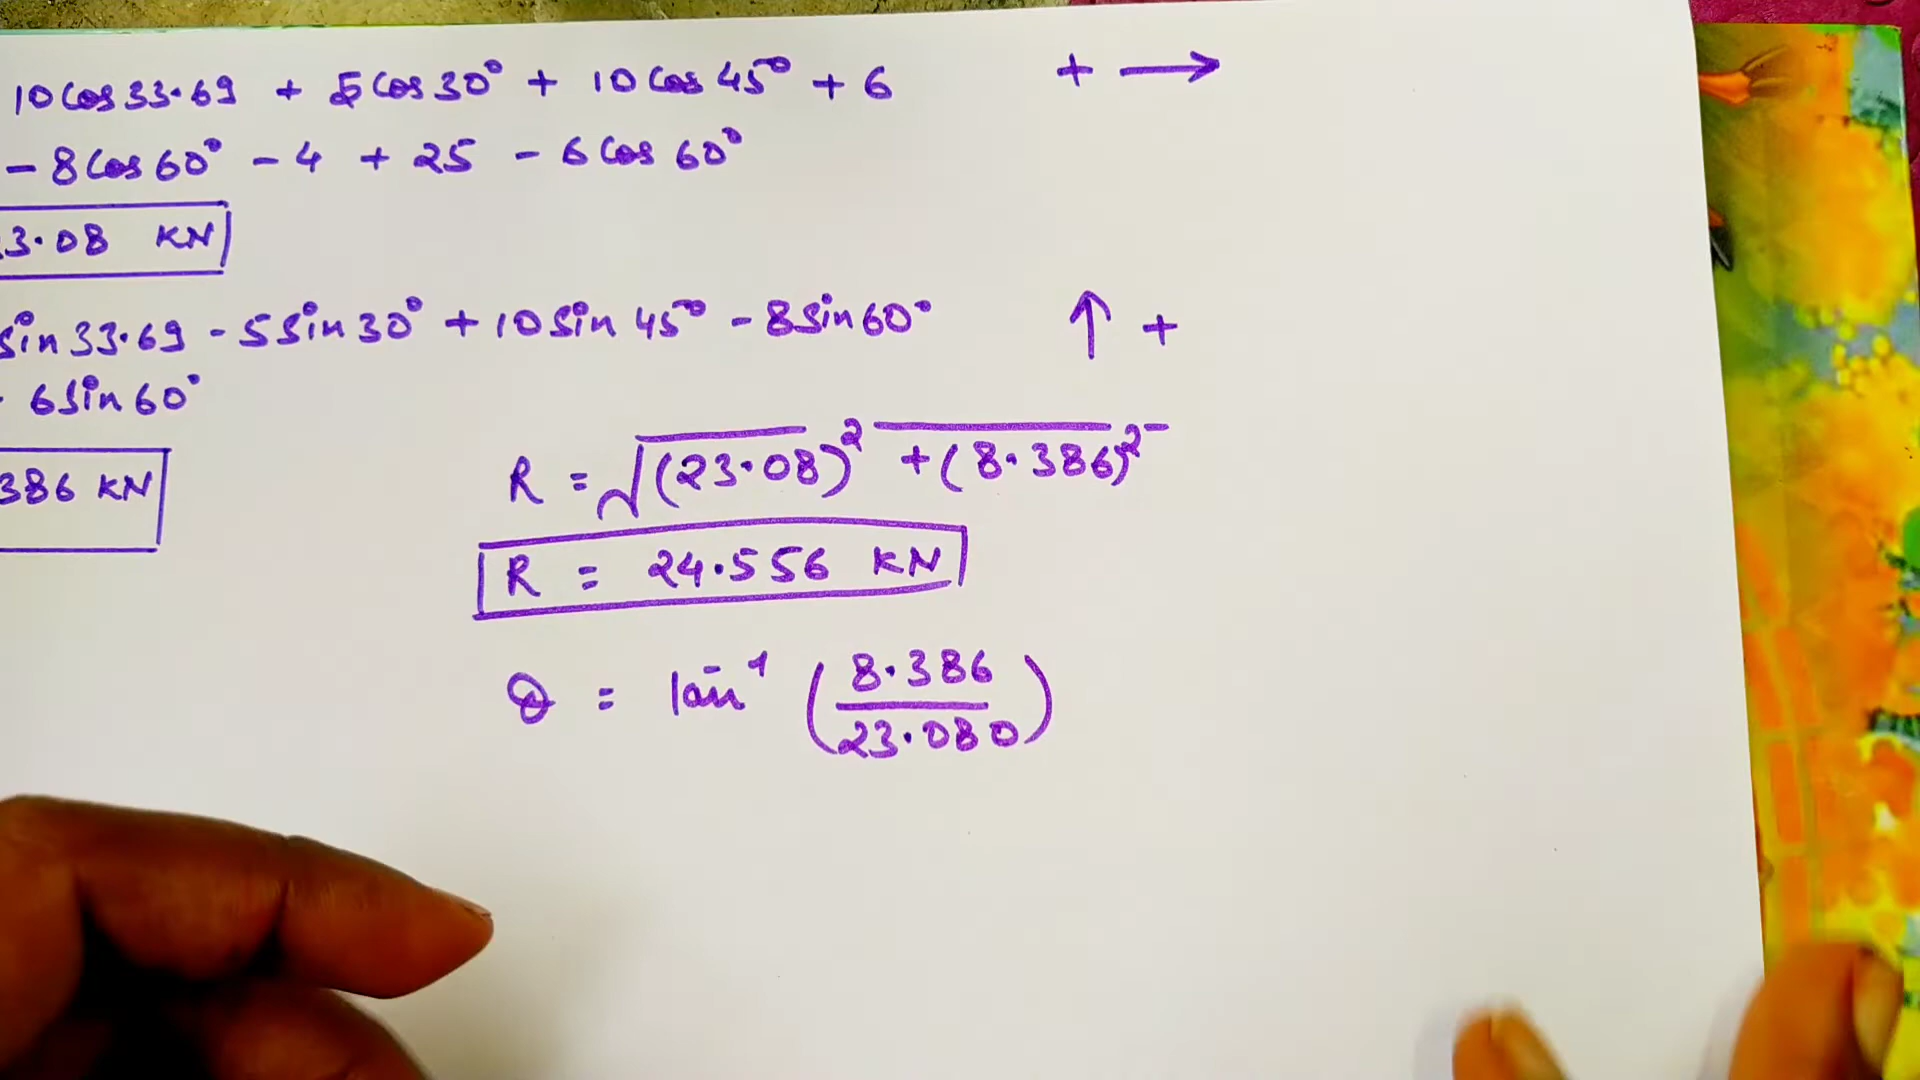 10 cos 33.69 + 5 cos 30° + 10 cos 45° + 6 + →
- 8 cos 60° - 4 + 25 - 6 cos 60°
3.08 KN
sin 33.69 - 5 sin 30° + 10 sin 45° - 8 sin 60° ↑ +
- 6 sin 60°
386 KN
R = √(23.08)² + (8.386)²
R = 24.556 KN
θ = tan⁻¹ (8.386 / 23.080)